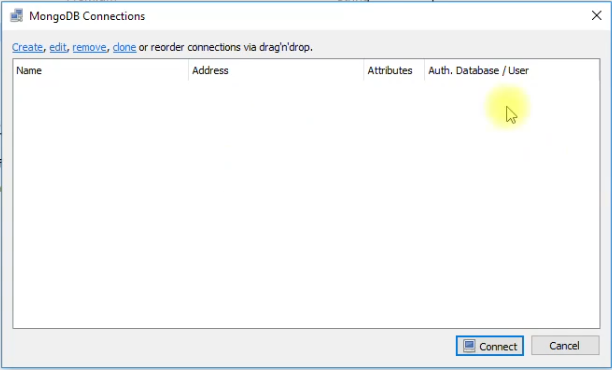 MongoDB Connections
Create, edit, remove, clone or reorder connections via drag'n'drop.
Name Address Attributes Auth. Database / User
Connect Cancel